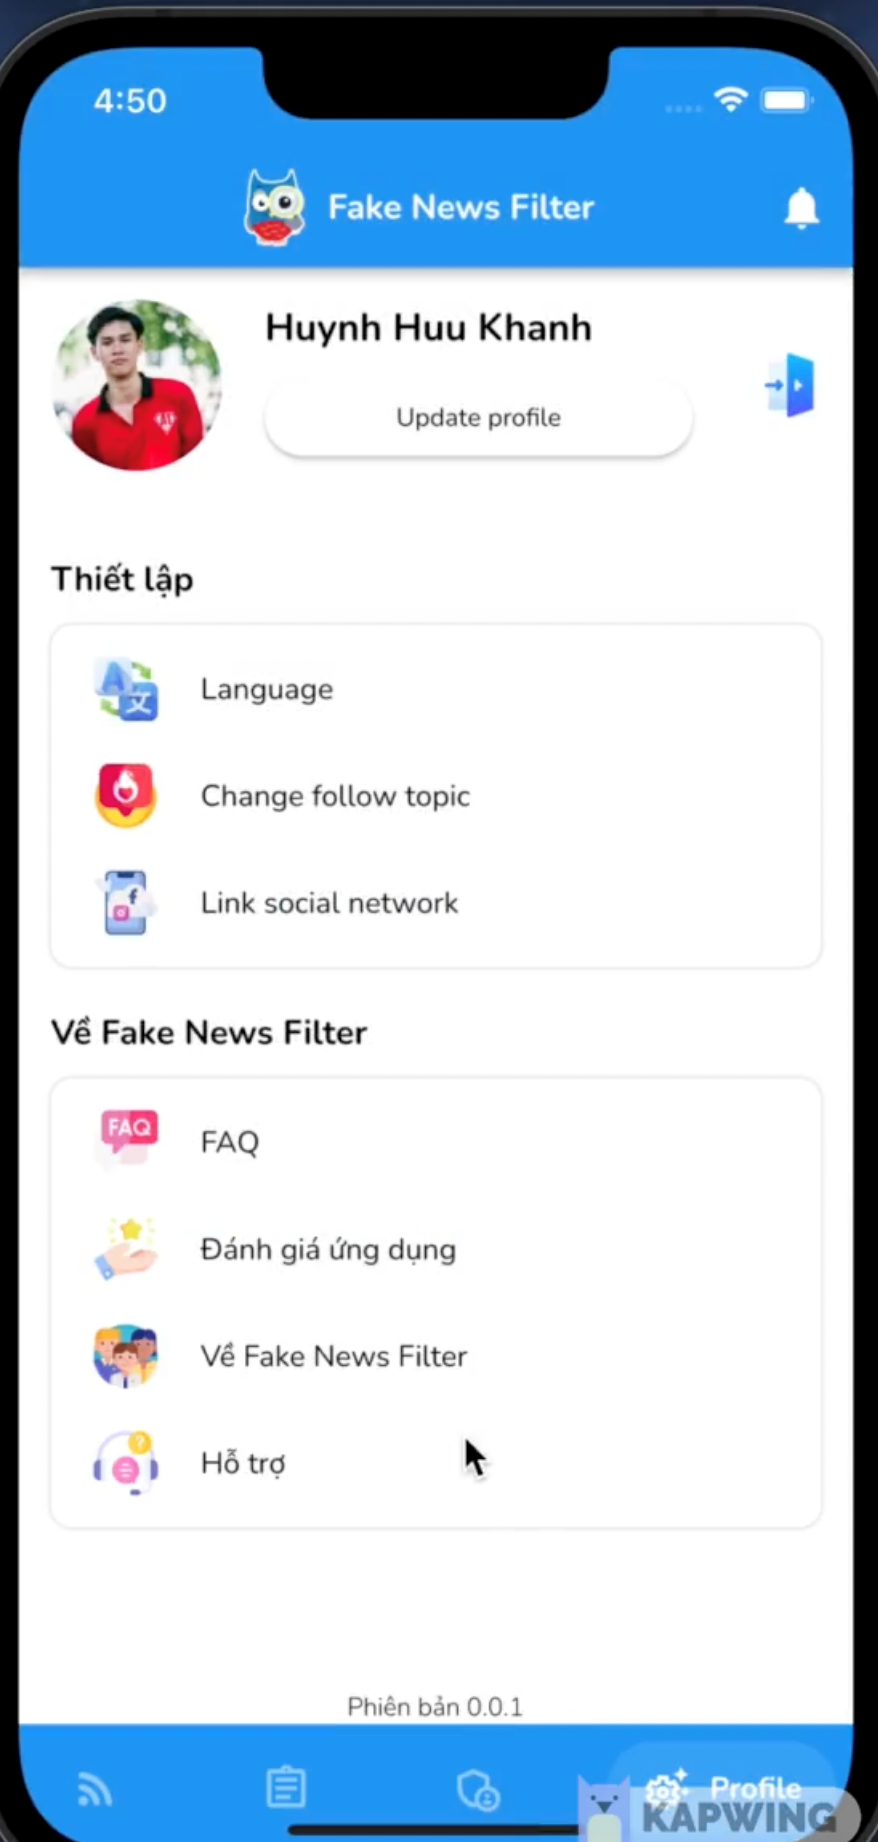 4:50
Fake News Filter
Huynh Huu Khanh
Update profile
Thiết lập
Language
Change follow topic
Link social network
Về Fake News Filter
FAQ
FAQ
Đánh giá ứng dụng
Về Fake News Filter
Hỗ trợ
Phiên bản 0.0.1
Profile
KAPWING